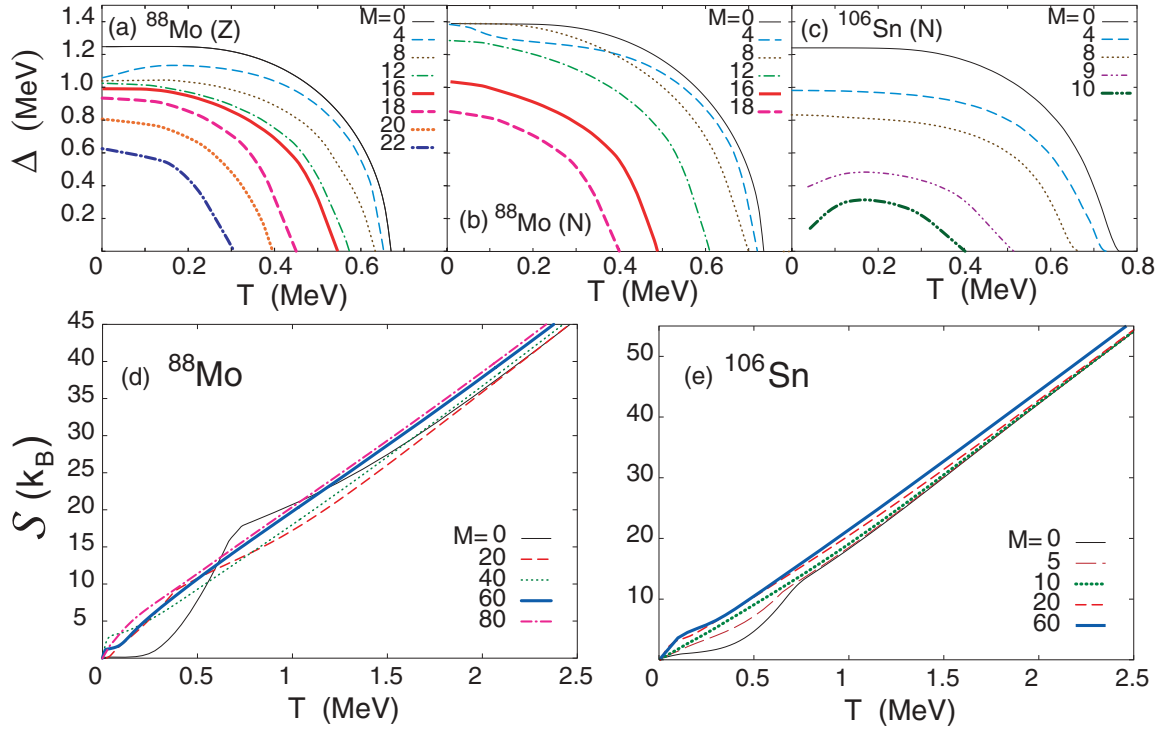 (a) ⁸⁸Mo (Z)
M=0
4
8
12
16
18
20
22
1.4
1.2
1.0
0.8
0.6
0.4
0.2
Δ (MeV)
0 0.2 0.4 0.6
T (MeV)
(b) ⁸⁸Mo (N)
M=0
4
8
12
16
18
0 0.2 0.4 0.6
T (MeV)
(c) ¹⁰⁶Sn (N)
M=0
4
8
9
10
0 0.2 0.4 0.6 0.8
T (MeV)
(d) ⁸⁸Mo
45
40
35
30
25
20
15
10
5
S (k_B)
M=0
20
40
60
80
0 0.5 1 1.5 2 2.5
T (MeV)
(e) ¹⁰⁶Sn
50
40
30
20
10
0
M=0
5
10
20
60
0 0.5 1 1.5 2 2.5
T (MeV)